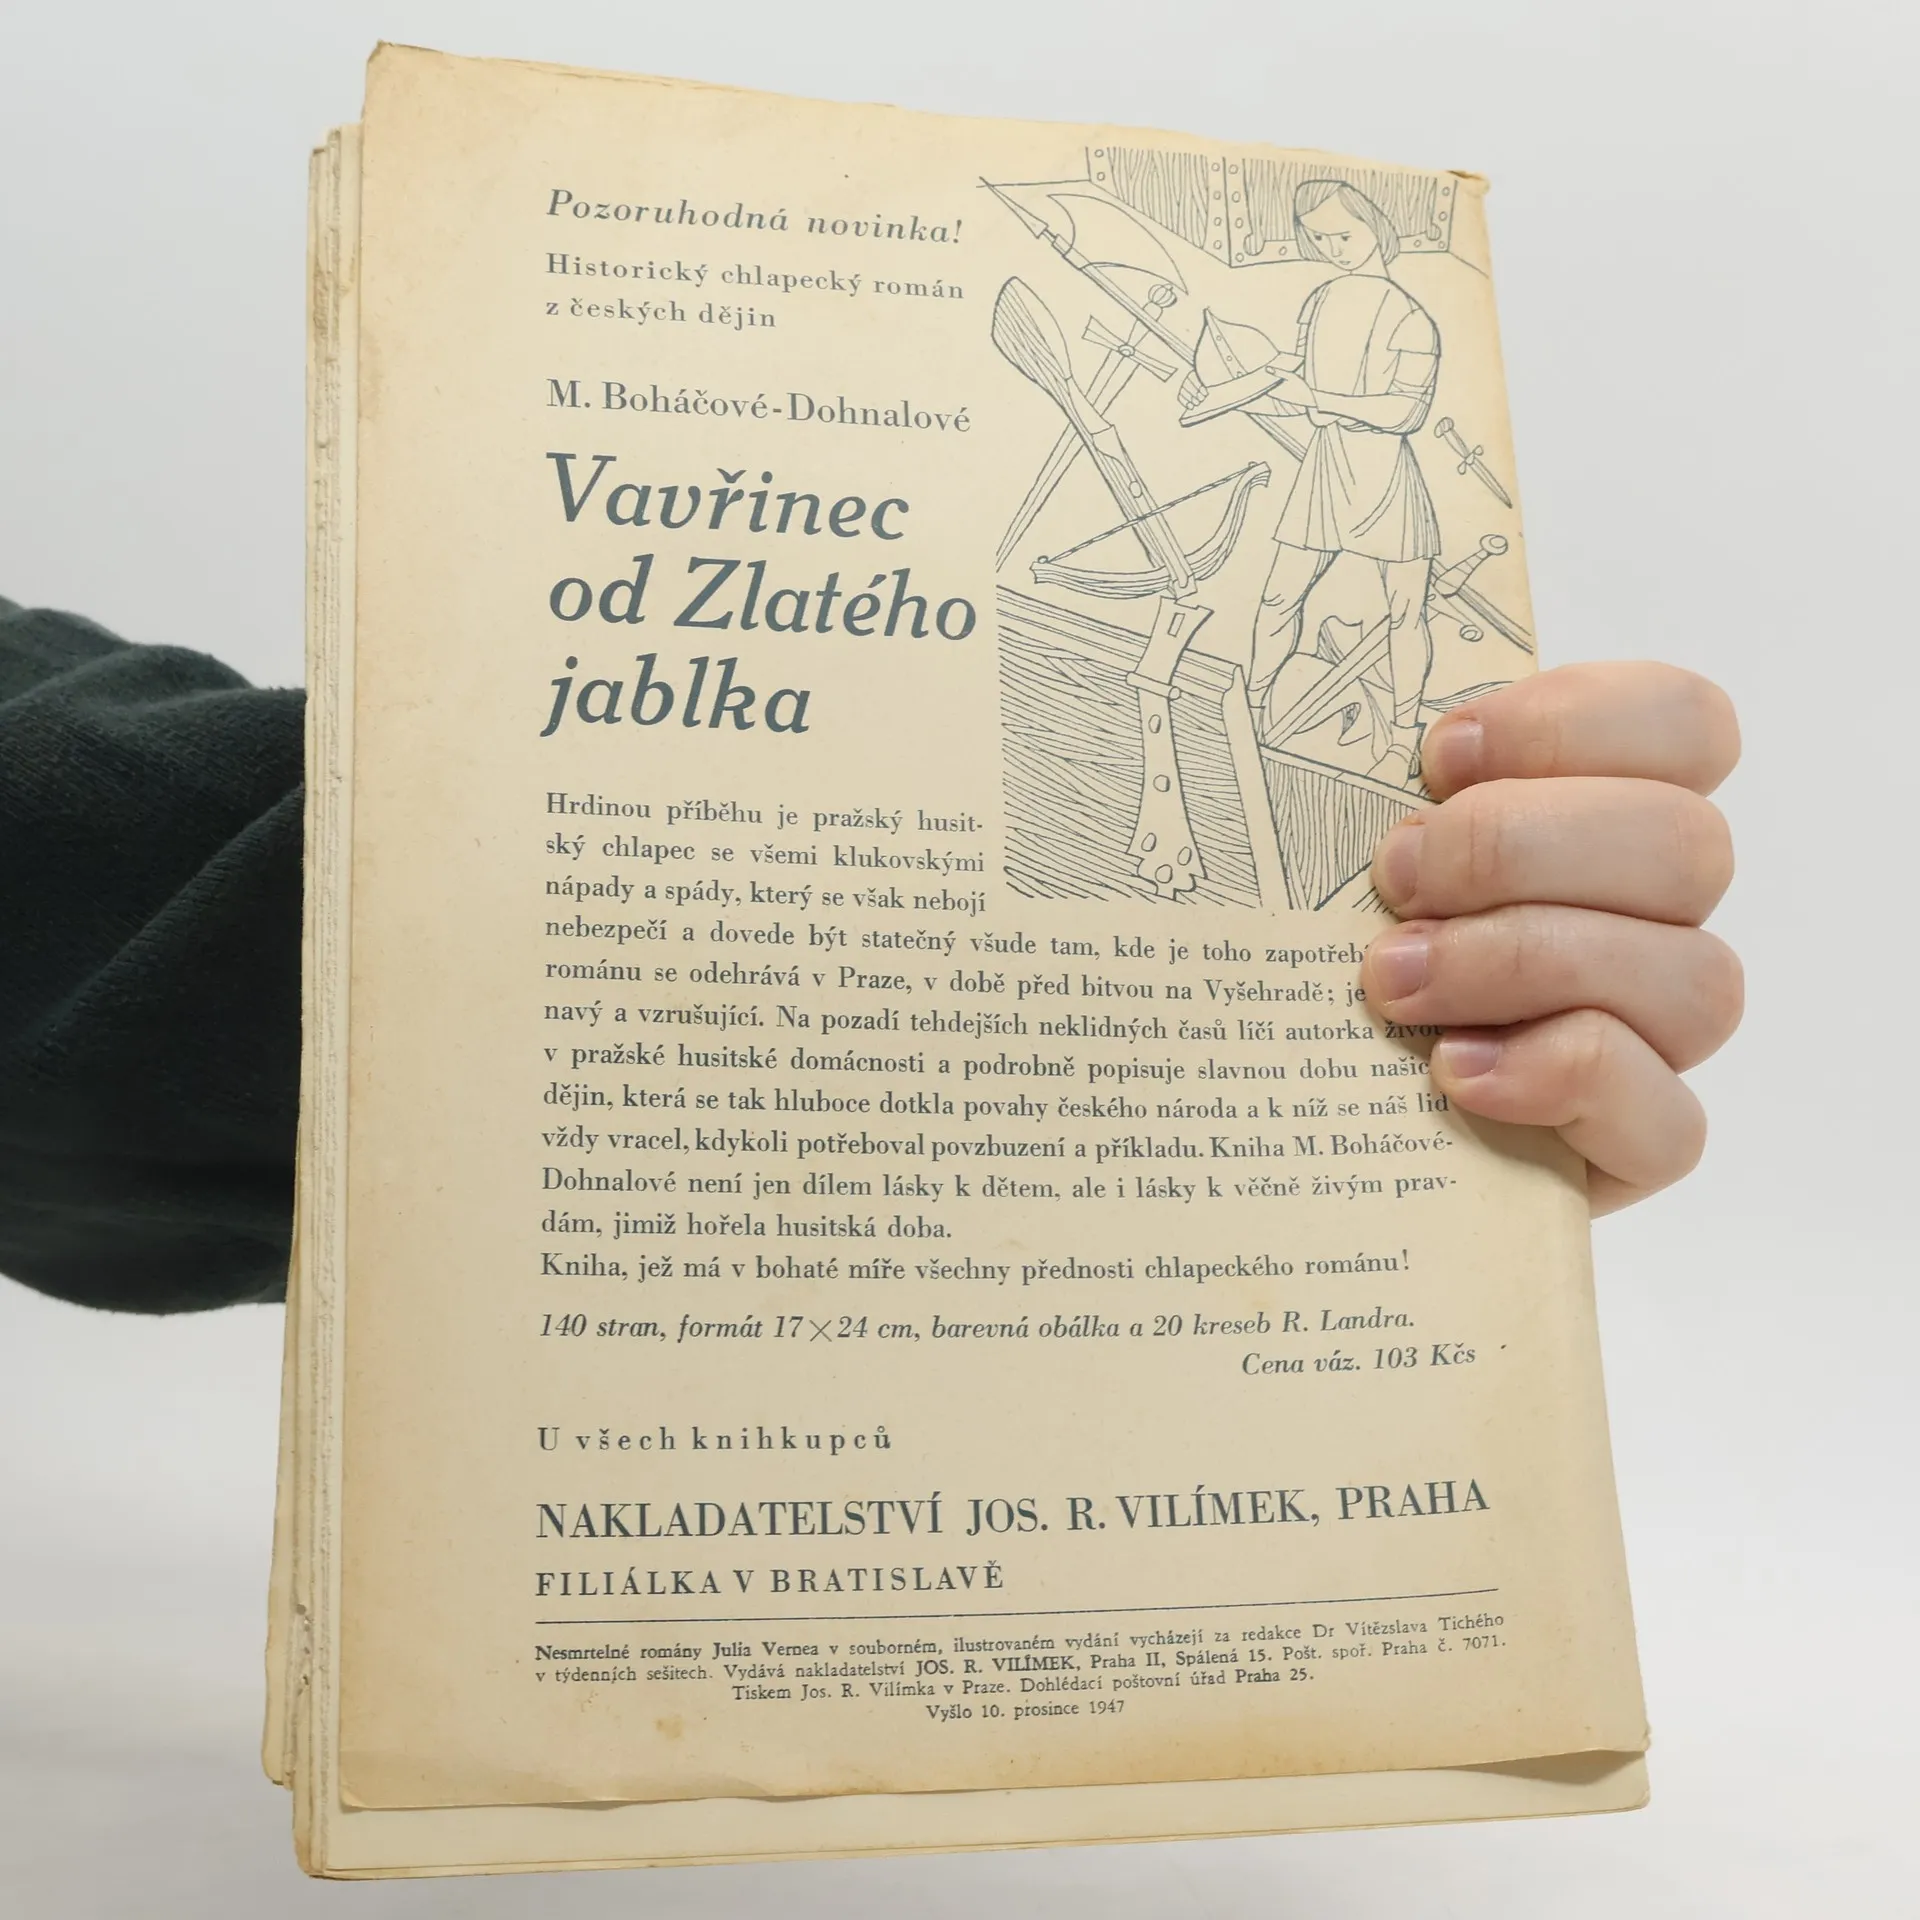 Pozoruhodná novinka!
Historický chlapecký román
z českých dějin
M. Boháčové-Dohnalové
Vavřinec
od Zlatého
jablka
Hrdinou příběhu je pražský husit-
ský chlapec se všemi klukovskými
nápady a spády, který se však nebojí
nebezpečí a dovede být statečný všude tam, kde je toho
románu se odehrává v Praze, v době před bitvou na Vyšehradě; je
navý a vzrušující. Na pozadí tehdejších neklidných časů líčí autorka život
v pražské husitské domácnosti a podrobně popisuje slavnou dobu
dějin, která se tak hluboce dotkla povahy českého národa a k níž se náš lid
vždy vracel, kdykoli potřeboval povzbuzení a příkladu. Kniha M. Boháčové-
Dohnalové není jen dílem lásky k dětem, ale i lásky k věčně živým prav-
dám, jimiž hořela husitská doba.
Kniha, jež má v bohaté míře všechny přednosti chlapeckého románu!
140 stran, formát 17×24 cm, barevná obálka a 20 kreseb R. Landra.
Cena váz. 103 Kčs
U všech knihkupců
NAKLADATELSTVÍ JOS. R. VILÍMEK, PRAHA
FILIÁLKA V BRATISLAVĚ
Nesmrtelné romány Julia Vernea v souborném, ilustrovaném vydání vycházejí za redakce Dr Vítězslava Tichého
v týdenních sešitech. Vydává nakladatelství JOS. R. VILÍMEK, Praha II, Spálená 15. Pošt. spoř. Praha č. 7071.
Tiskem Jos. R. Vilímka v Praze. Dohlédací poštovní úřad Praha 25.
Vyšlo 10. prosince 1947